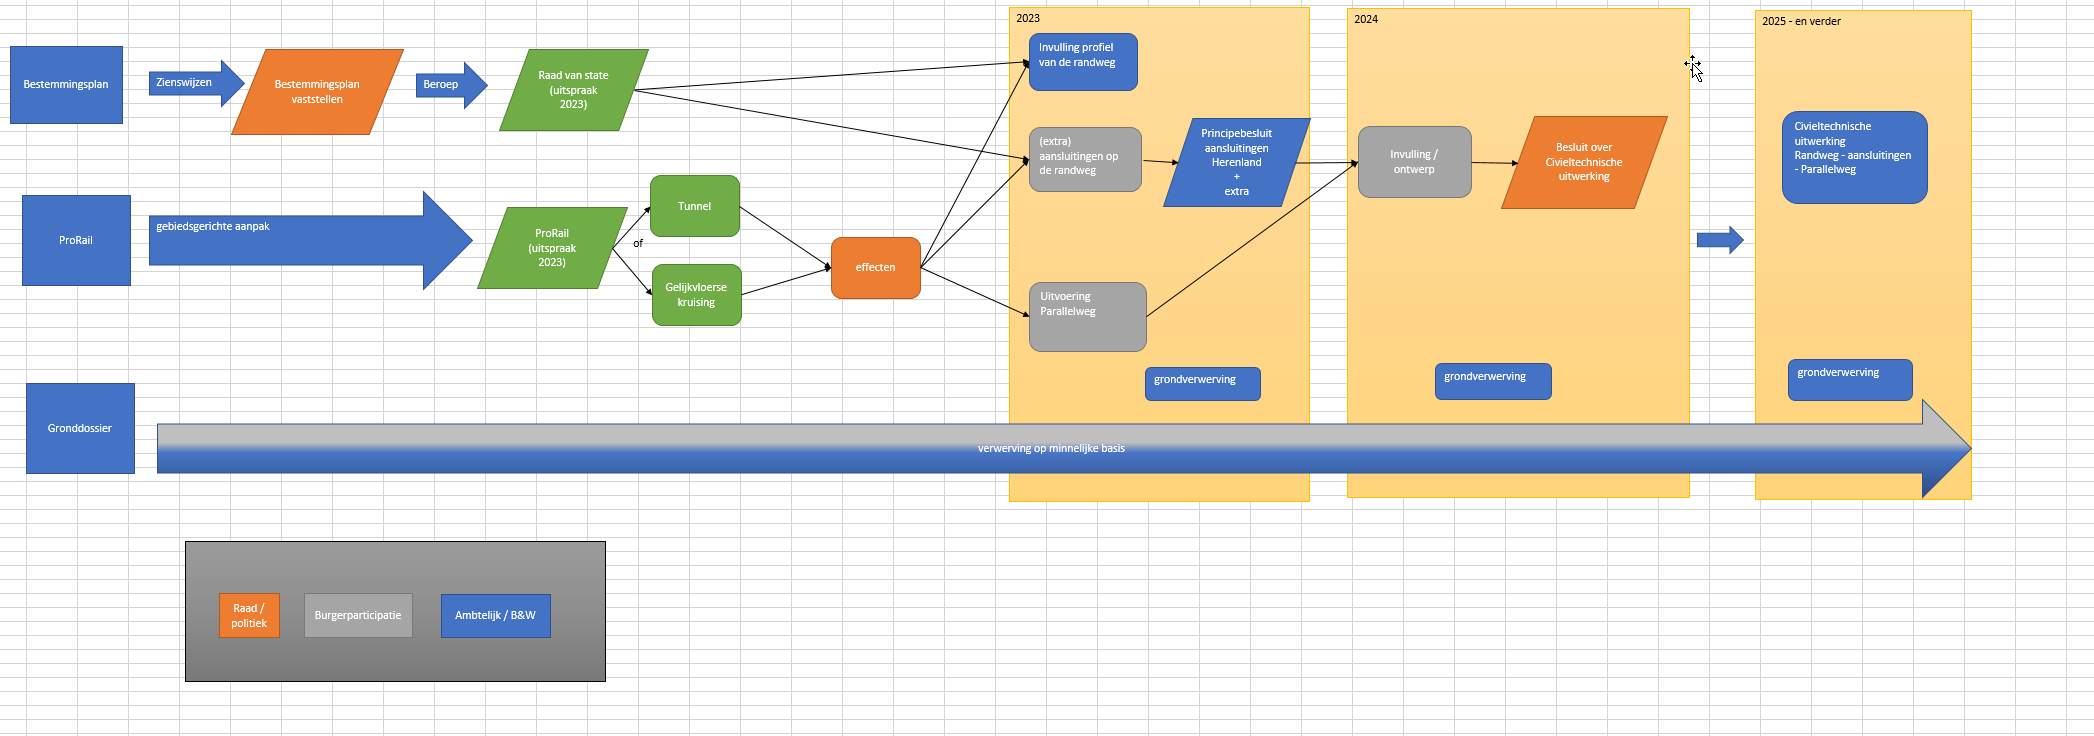 Bestemmingsplan
Zienswijzen
Bestemmingsplan
vaststellen
Beroep
Raad van state
(uitspraak
2023)
ProRail
gebiedsgerichte aanpak
ProRail
(uitspraak
2023)
of
Tunnel
Gelijkvloerse
kruising
effecten
2023
Invulling profiel
van de randweg
(extra)
aansluitingen op
de randweg
Principebesluit
aansluitingen
Herenland
+
extra
Uitvoering
Parallelweg
grondverwerving
2024
Invulling /
ontwerp
Besluit over
Civieltechnische
uitwerking
grondverwerving
2025 - en verder
Civieltechnische
uitwerking
Randweg - aansluitingen
- Parallelweg
grondverwerving
Gronddossier
verwerving op minnelijke basis
Raad /
politiek
Burgerparticipatie
Ambtelijk / B&W